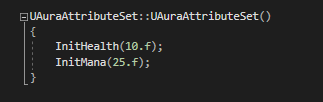 UAuraAttributeSet::UAuraAttributeSet()
{
InitHealth(10.f);
InitMana(25.f);
}